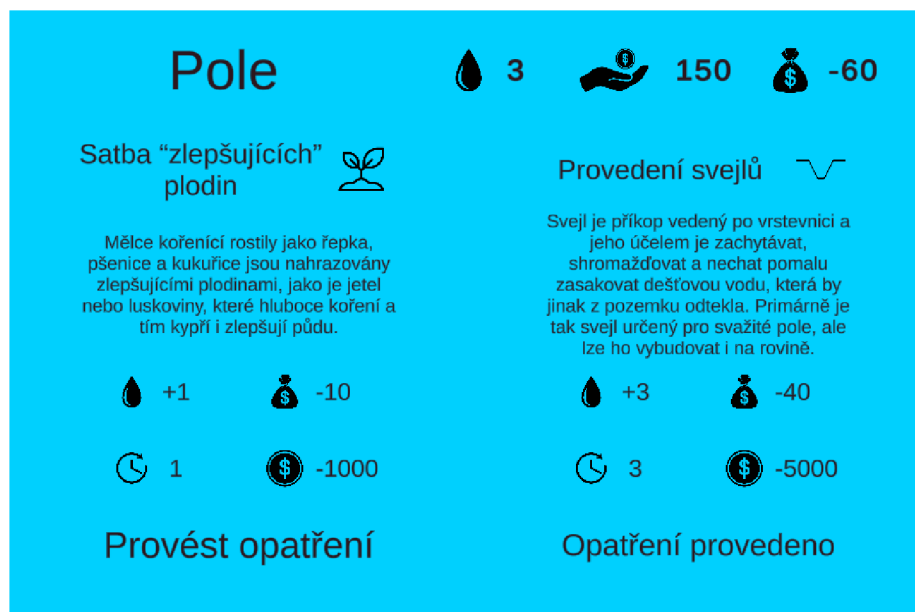 Pole
3
150
-60
Satba “zlepšujících”
plodin
Mělce kořenící rostily jako řepka,
pšenice a kukuřice jsou nahrazovány
zlepšujícími plodinami, jako je jetel
nebo luskoviny, které hluboce koření a
tím kypří i zlepšují půdu.
+1
-10
1
-1000
Provést opatření
Provedení svejlů
Svejl je příkop vedený po vrstevnici a
jeho účelem je zachytávat,
shromažďovat a nechat pomalu
zasakovat dešťovou vodu, která by
jinak z pozemku odtekla. Primárně je
tak svejl určený pro svažité pole, ale
lze ho vybudovat i na rovině.
+3
-40
3
-5000
Opatření provedeno